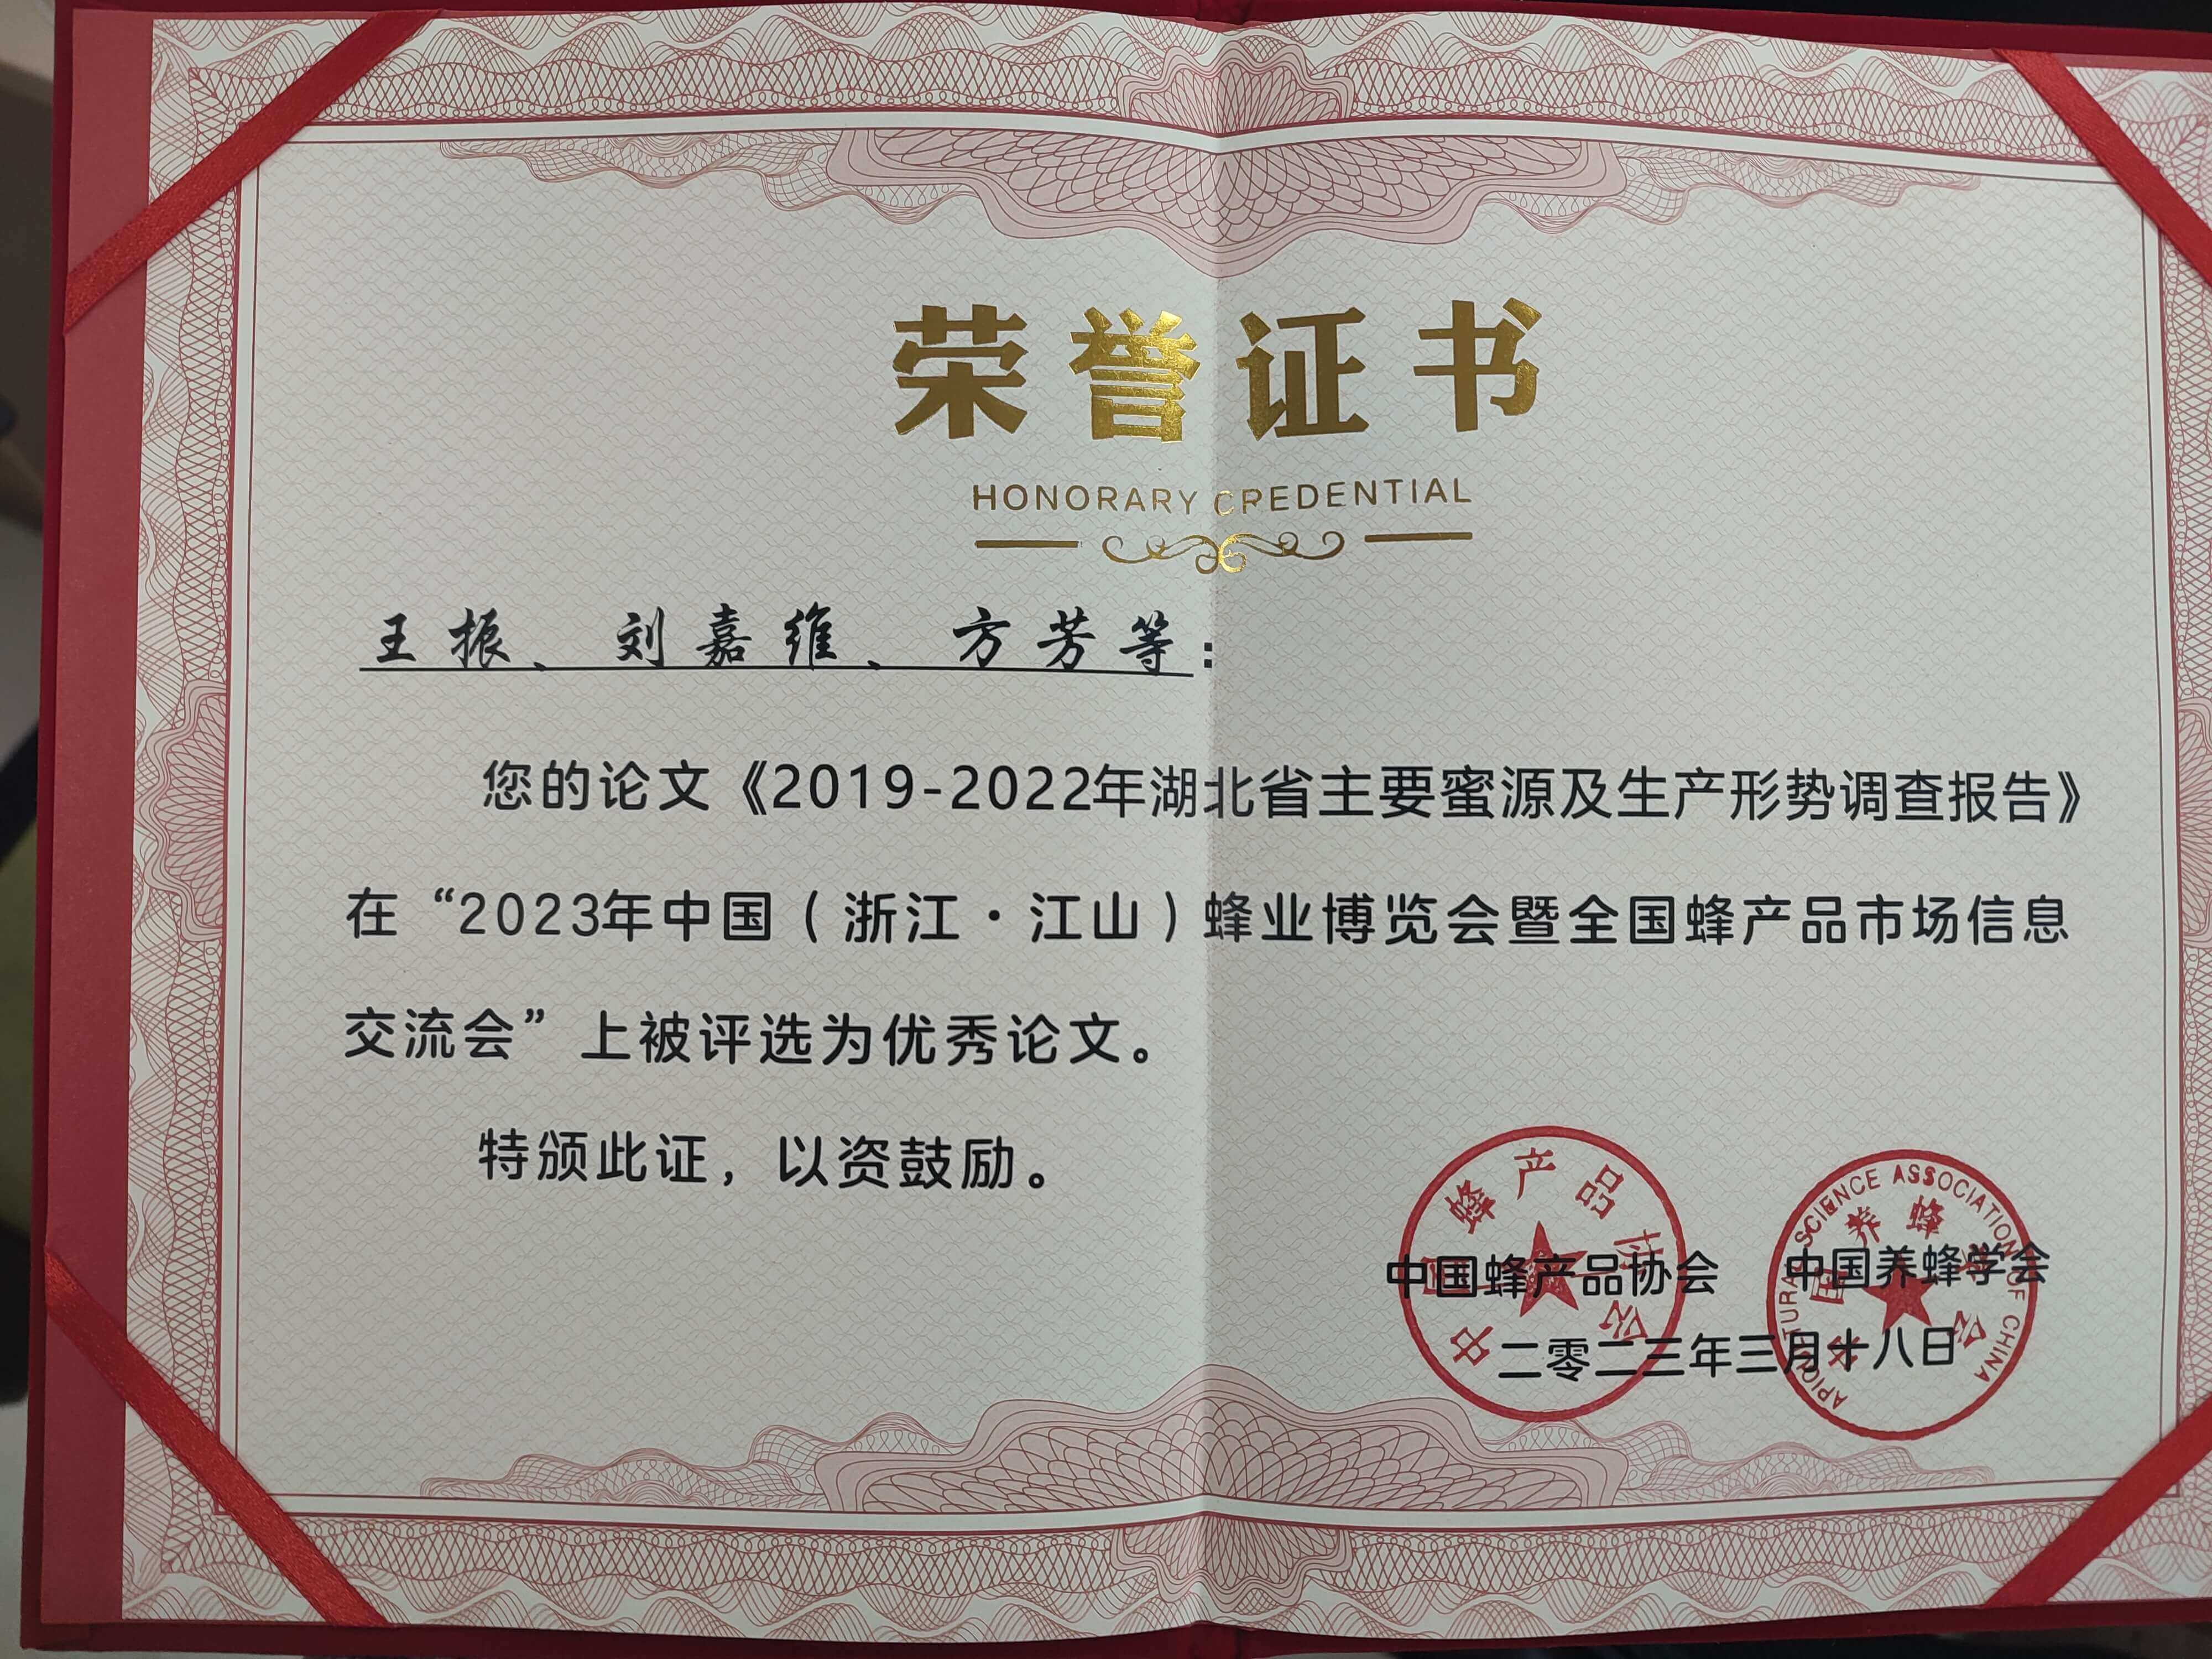 荣誉证书
HONORARY CREDENTIAL
王振、刘嘉维、方芳等：
您的论文《2019-2022年湖北省主要蜜源及生产形势调查报告》
在“2023年中国（浙江·江山）蜂业博览会暨全国蜂产品市场信息
交流会”上被评选为优秀论文。
特颁此证，以资鼓励。
中国蜂产品协会 中国养蜂学会
二零二三年三月十八日
中国蜂产品协会
APICULTURAL SCIENCE ASSOCIATION OF CHINA
中国养蜂学会